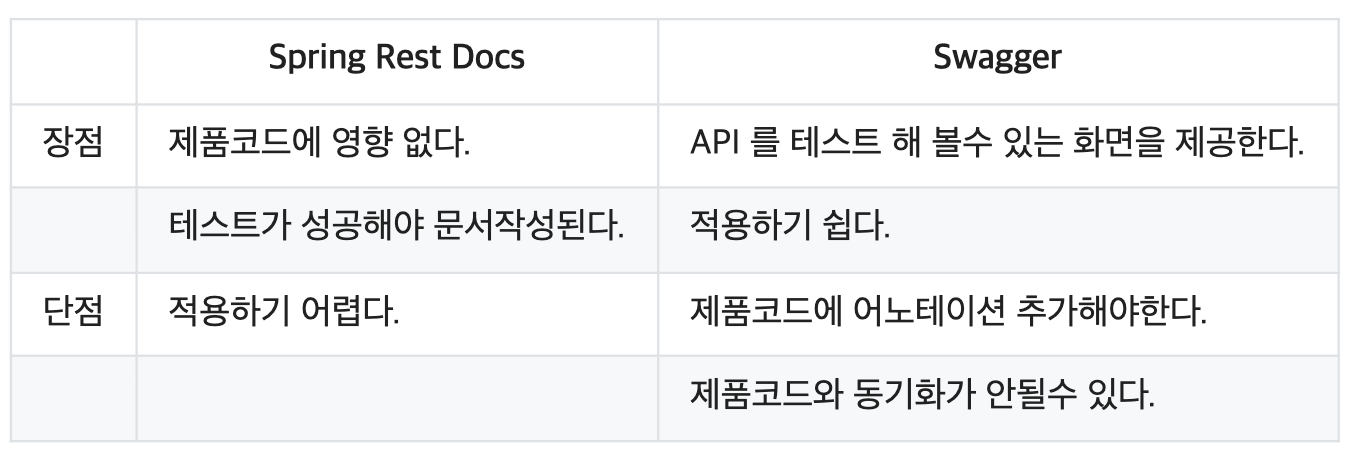 Spring Rest Docs Swagger
장점 제품코드에 영향 없다. API 를 테스트 해 볼수 있는 화면을 제공한다.
테스트가 성공해야 문서작성된다. 적용하기 쉽다.
단점 적용하기 어렵다. 제품코드에 어노테이션 추가해야한다.
제품코드와 동기화가 안될수 있다.